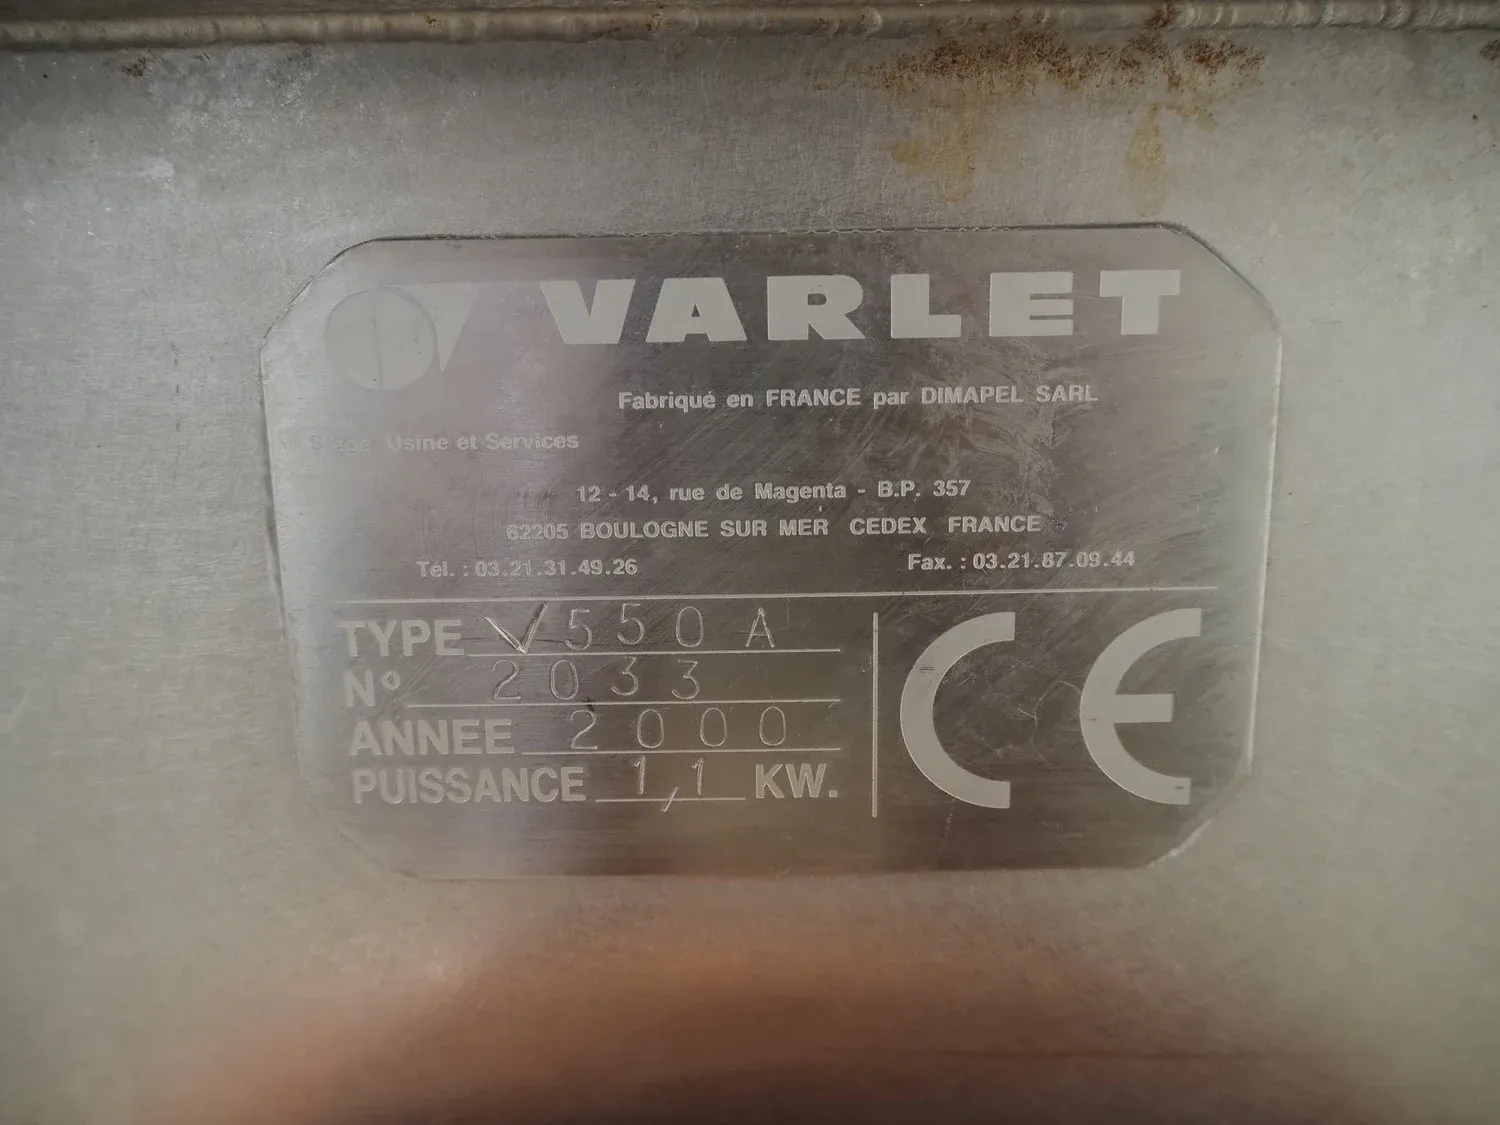 VARLET
Fabriqué en FRANCE par DIMAPEL SARL
Usine et Services
12 - 14, rue de Magenta - B.P. 357
62205 BOULOGNE SUR MER CEDEX FRANCE
Tél. : 03.21.31.49.26 Fax. : 03.21.87.09.44
TYPE V550A
N° 2033
ANNEE 2000
PUISSANCE 1,1 KW.
CE